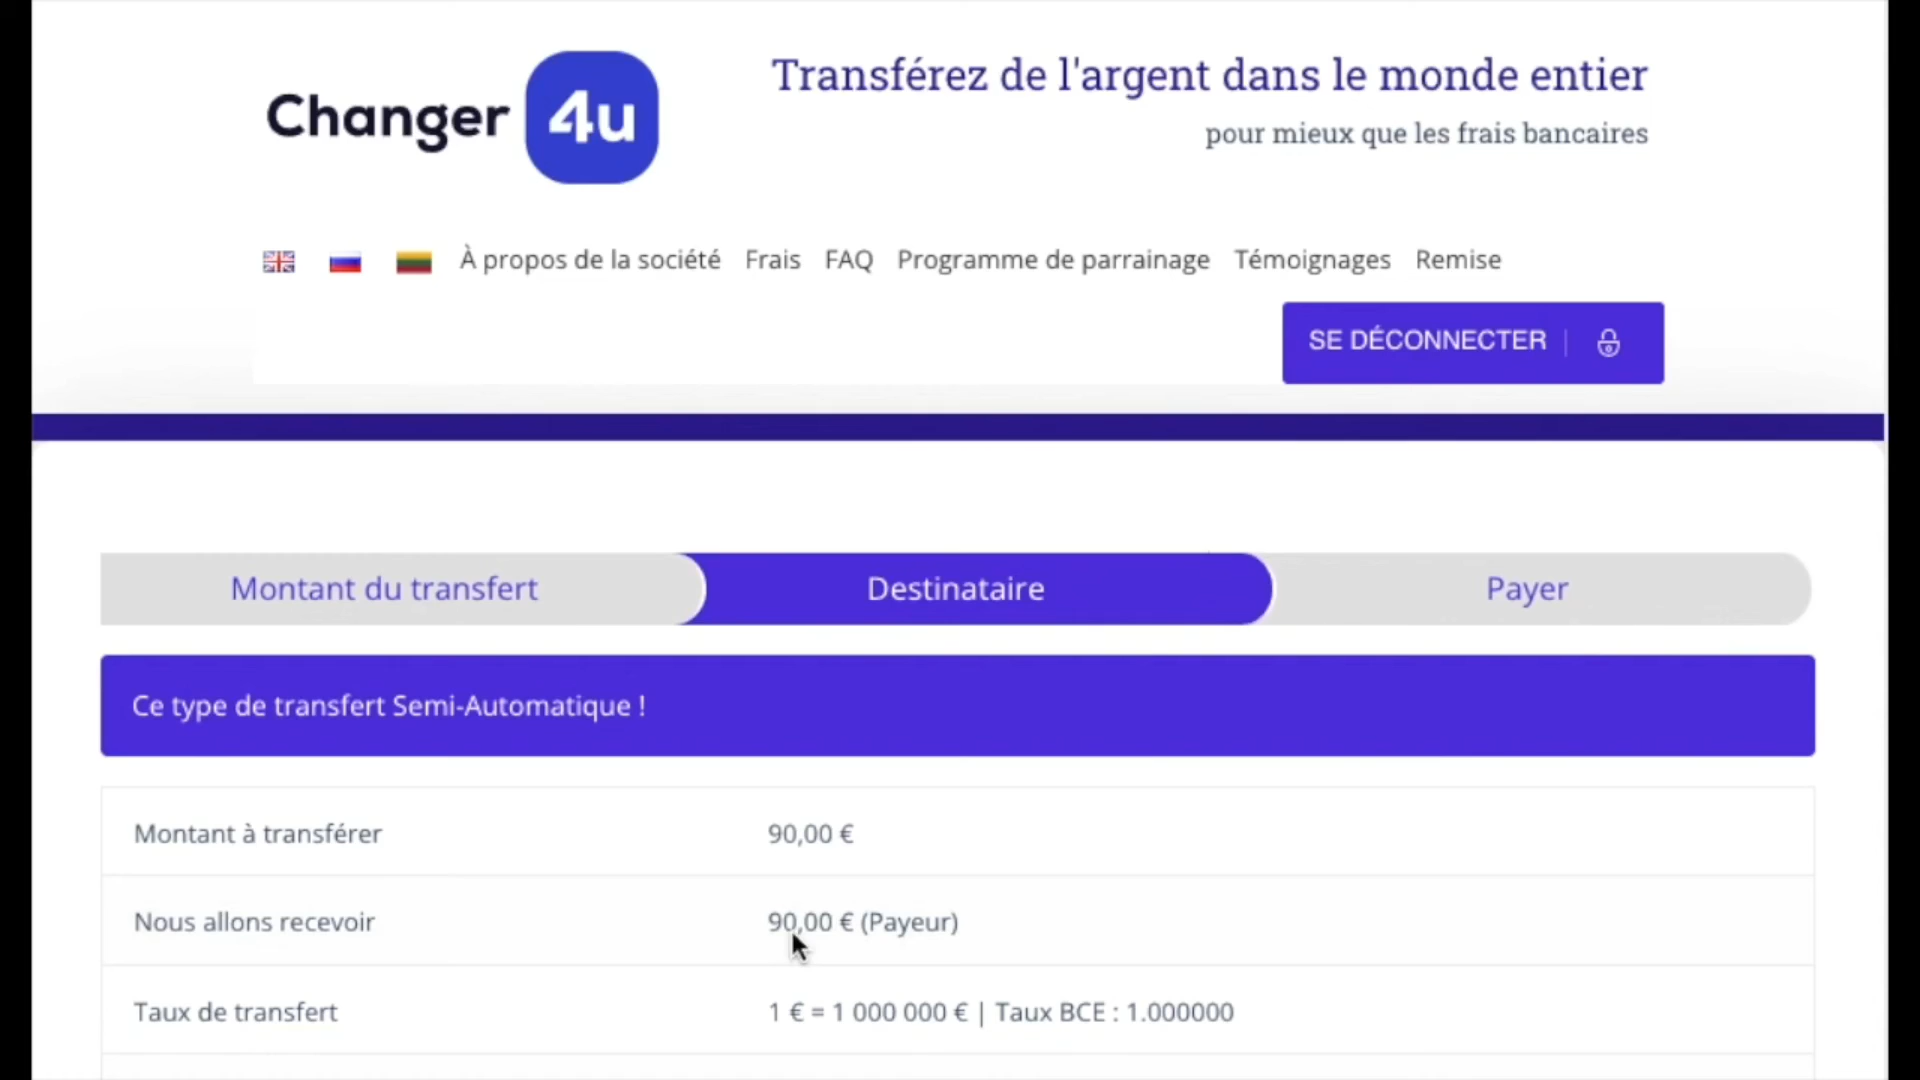 Changer 4u
Transférez de l'argent dans le monde entier
pour mieux que les frais bancaires
À propos de la société Frais FAQ Programme de parrainage Témoignages Remise
SE DÉCONNECTER
Montant du transfert Destinataire Payer
Ce type de transfert Semi-Automatique !
Montant à transférer 90,00 €
Nous allons recevoir 90,00 € (Payeur)
Taux de transfert 1 € = 1 000 000 € | Taux BCE : 1.000000